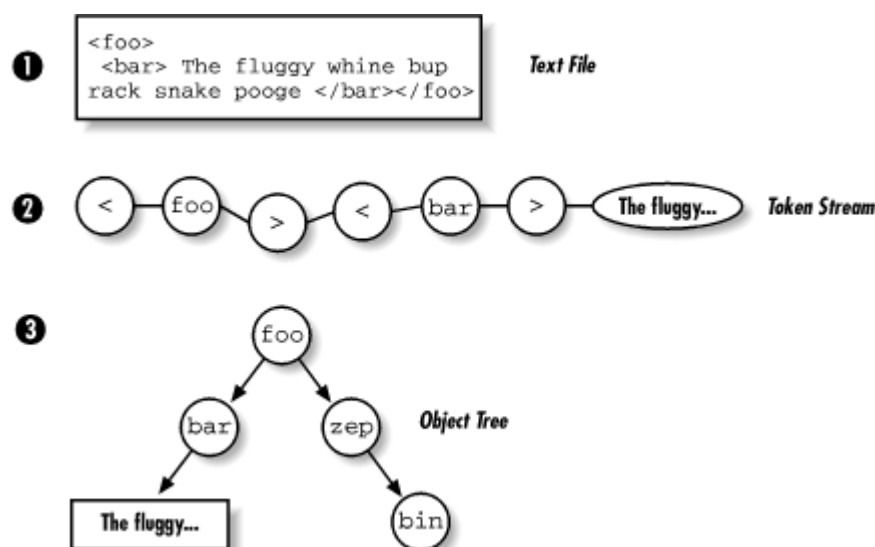 1
<foo>
<bar> The fluggy whine bup
rack snake pooge </bar></foo>
Text File
2
< foo > < bar > The fluggy... Token Stream
3
foo
bar zep Object Tree
The fluggy... bin